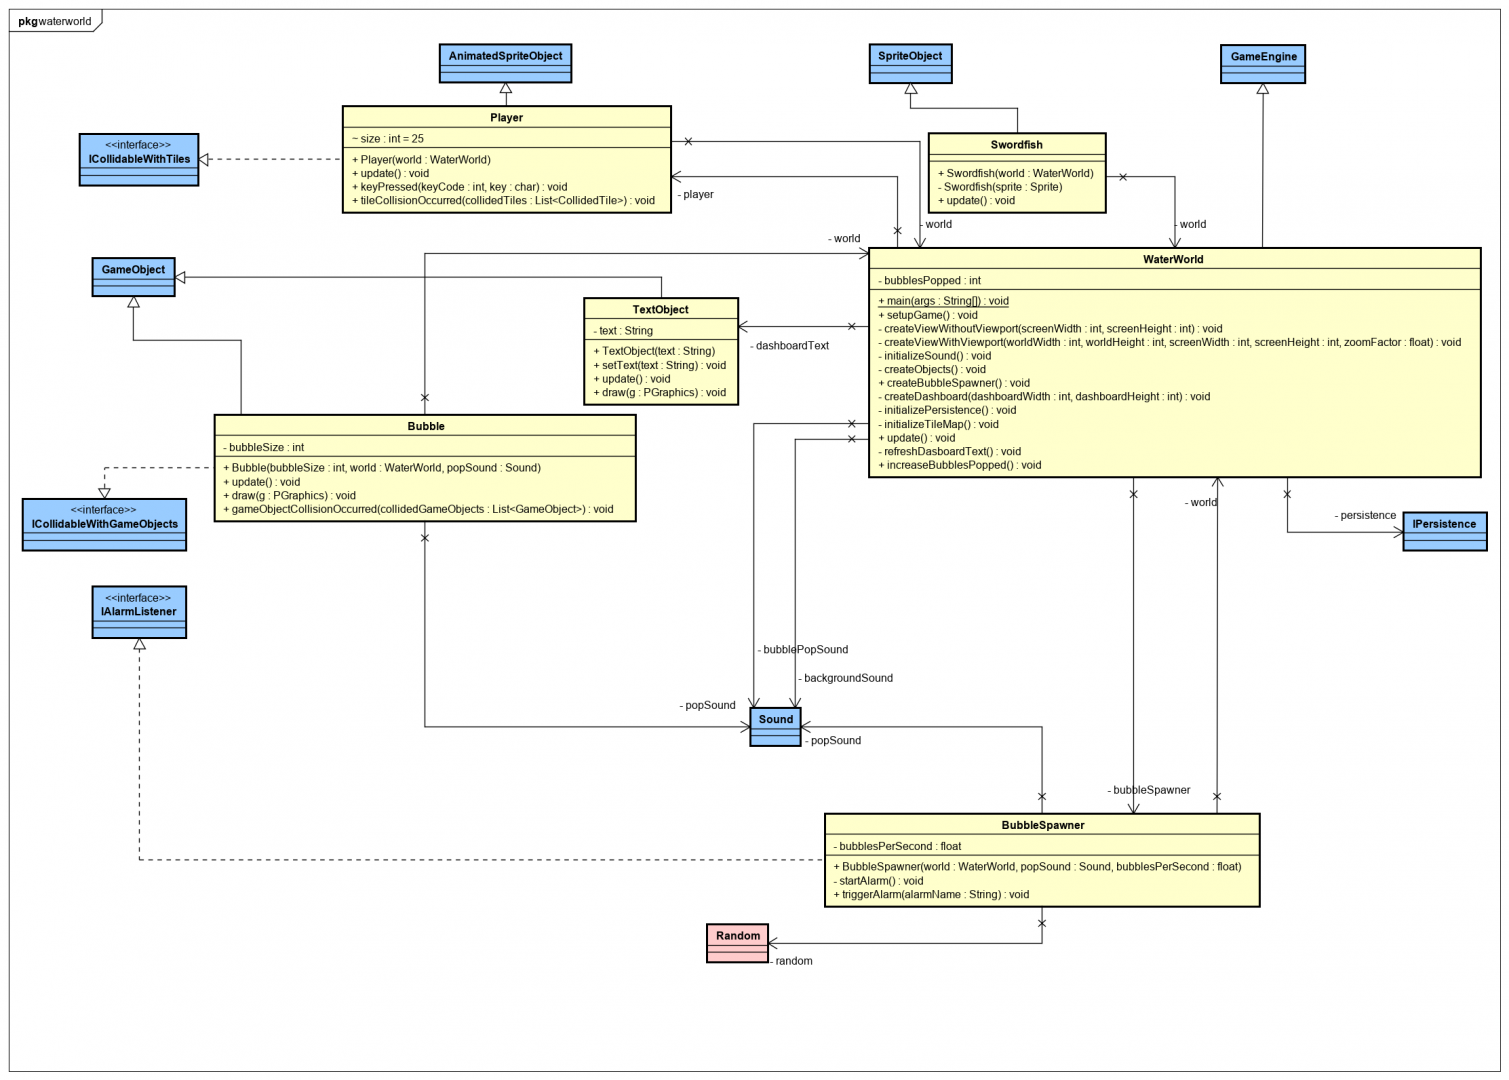 pkg waterworld
AnimatedSpriteObject
SpriteObject
GameEngine
Player
~ size : int = 25
+ Player(world : WaterWorld)
+ update() : void
+ keyPressed(keyCode : int, key : char) : void
+ tileCollisionOccurred(collidedTiles : List<CollidedTile>) : void
<<interface>>
ICollidableWithTiles
Swordfish
+ Swordfish(world : WaterWorld)
- Swordfish(sprite : Sprite)
+ update() : void
- player
- world
- world
- world
GameObject
WaterWorld
- bubblesPopped : int
+ main(args : String[]) : void
+ setupGame() : void
- createViewWithoutViewport(screenWidth : int, screenHeight : int) : void
- createViewWithViewport(worldWidth : int, worldHeight : int, screenWidth : int, screenHeight : int, zoomFactor : float) : void
- initializeSound() : void
- createObjects() : void
+ createBubbleSpawner() : void
- createDashboard(dashboardWidth : int, dashboardHeight : int) : void
- initializePersistence() : void
- initializeTileMap() : void
+ update() : void
- refreshDasboardText() : void
+ increaseBubblesPopped() : void
TextObject
- text : String
+ TextObject(text : String)
+ setText(text : String) : void
+ update() : void
+ draw(g : PGraphics) : void
- dashboardText
Bubble
- bubbleSize : int
+ Bubble(bubbleSize : int, world : WaterWorld, popSound : Sound)
+ update() : void
+ draw(g : PGraphics) : void
+ gameObjectCollisionOccurred(collidedGameObjects : List<GameObject>) : void
<<interface>>
ICollidableWithGameObjects
- world
- persistence
IPersistence
<<interface>>
IAlarmListener
- bubblePopSound
- backgroundSound
- popSound
Sound
- popSound
- bubbleSpawner
BubbleSpawner
- bubblesPerSecond : float
+ BubbleSpawner(world : WaterWorld, popSound : Sound, bubblesPerSecond : float)
- startAlarm() : void
+ triggerAlarm(alarmName : String) : void
Random
- random